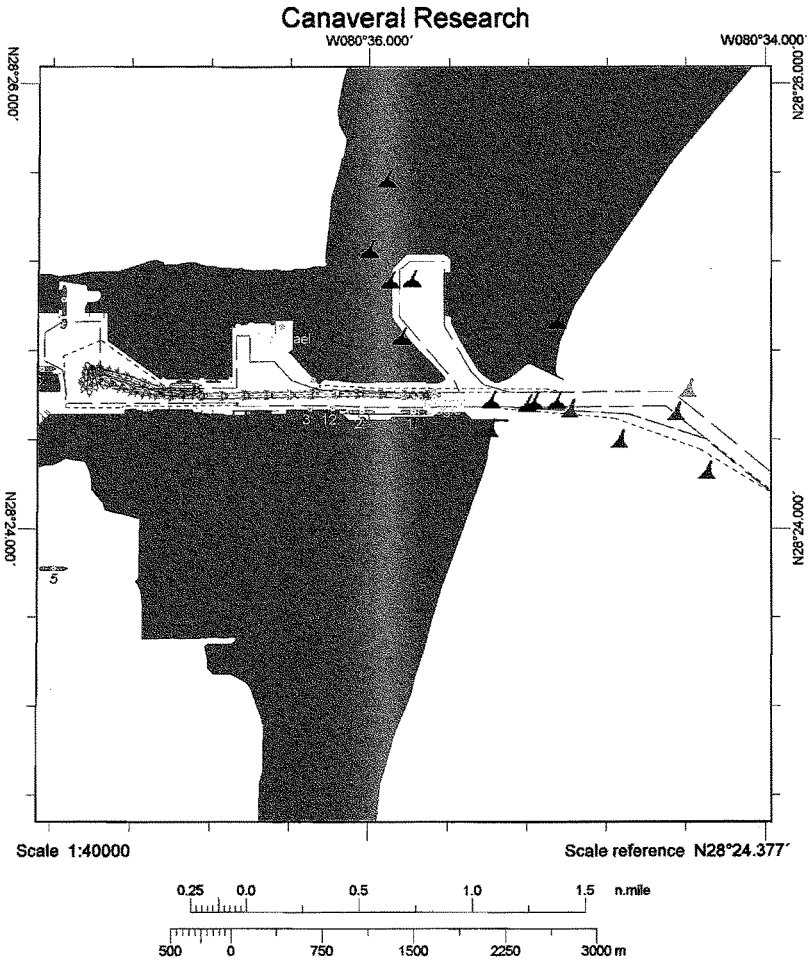 Canaveral Research
W080°36.000′ W080°34.000′
N28°26.000′ N28°26.000′
9
ael
3 12 2 1
N28°24.000′ N28°24.000′
5
Scale 1:40000 Scale reference N28°24.377′
0.25 0.0 0.5 1.0 1.5 n.mile
500 0 750 1500 2250 3000 m